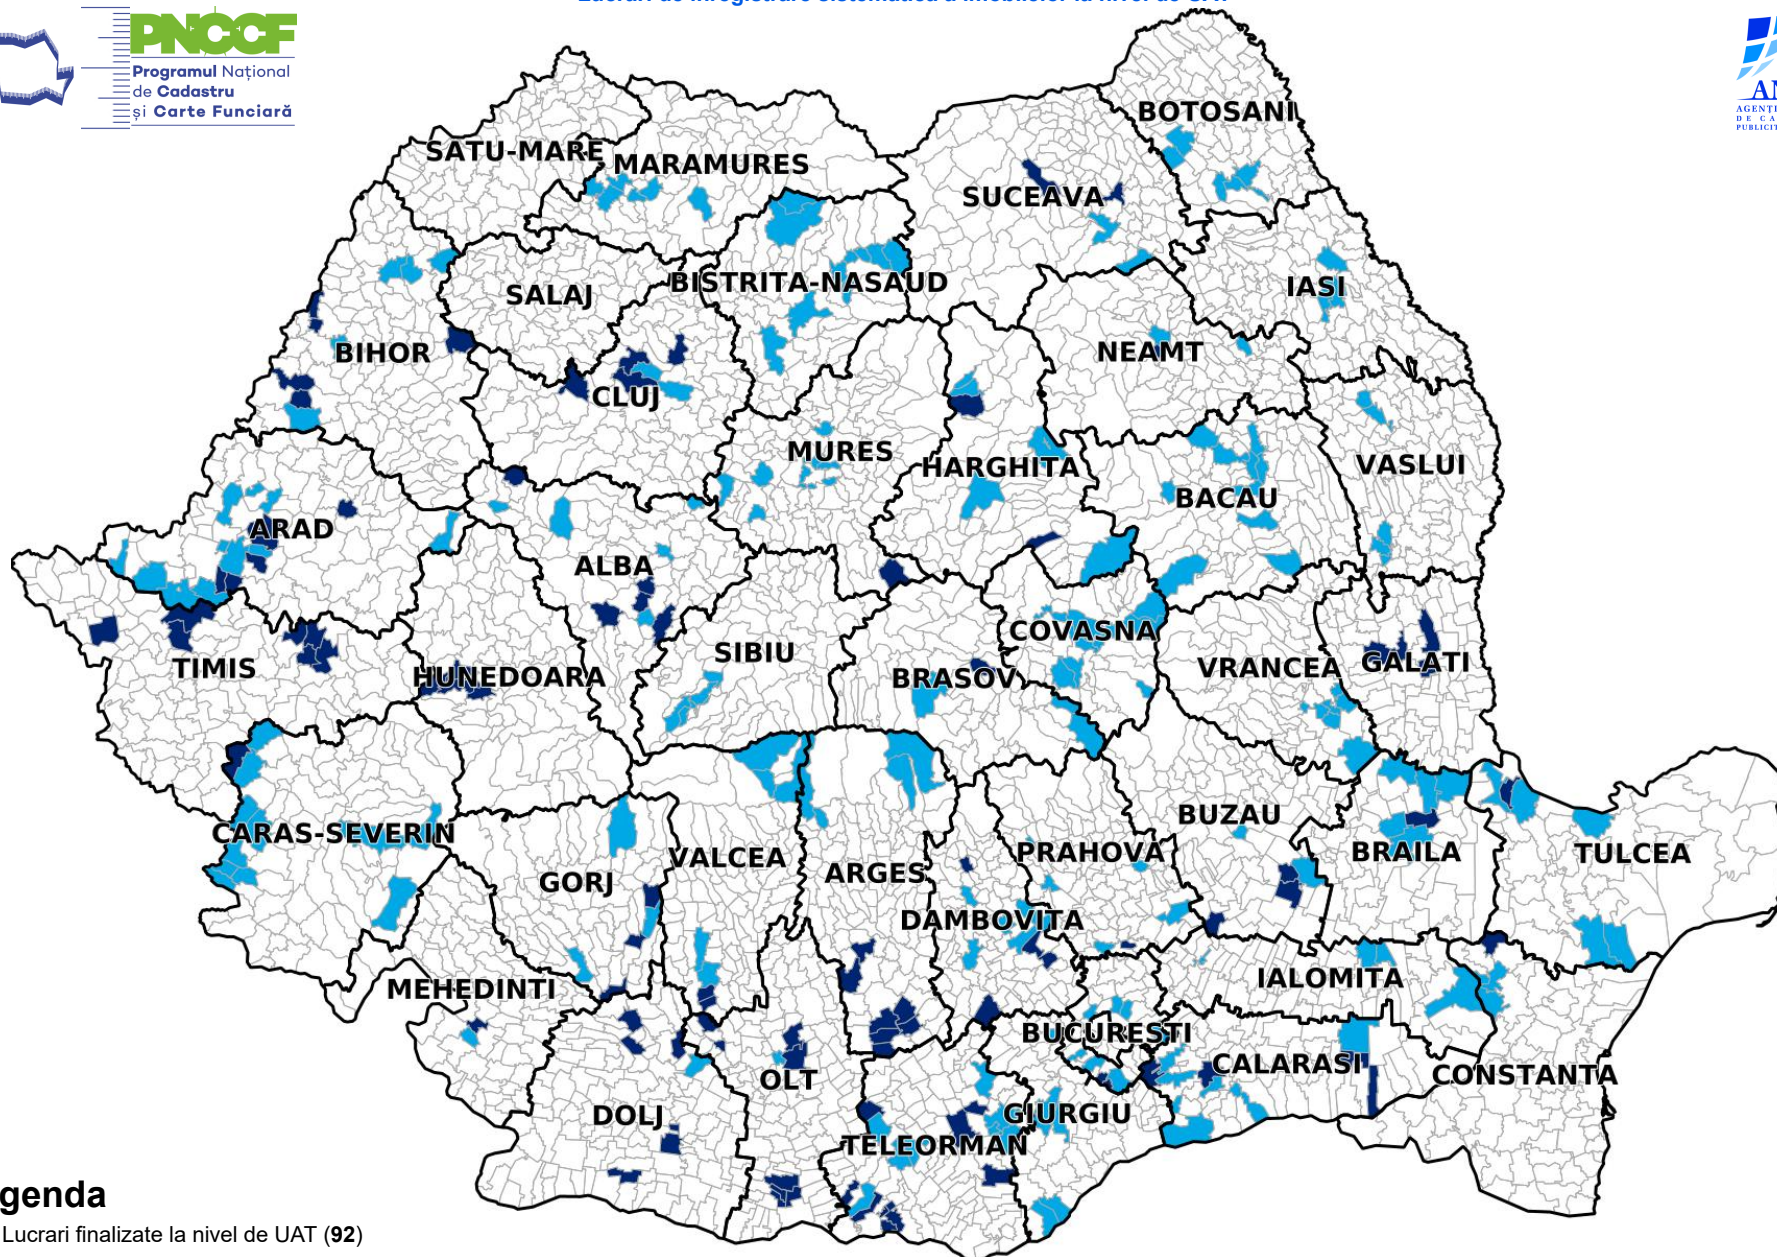 PNCCF
Programul Național
de Cadastru
și Carte Funciară
BOTOSANI
SATU-MARE
MARAMURES
SUCEAVA
BISTRITA-NASAUD
SALAJ
IASI
BIHOR
NEAMT
CLUJ
MURES
HARGHITA
VASLUI
BACAU
ARAD
ALBA
COVASNA
SIBIU
TIMIS
HUNEDOARA
BRASOV
VRANCEA
GALATI
BUZAU
CARAS-SEVERIN
VALCEA
PRAHOVA
BRAILA
TULCEA
GORJ
ARGES
DAMBOVITA
IALOMITA
MEHEDINTI
BUCURESTI
CALARASI
CONSTANTA
OLT
DOLJ
GIURGIU
TELEORMAN
genda
Lucrari finalizate la nivel de UAT (92)